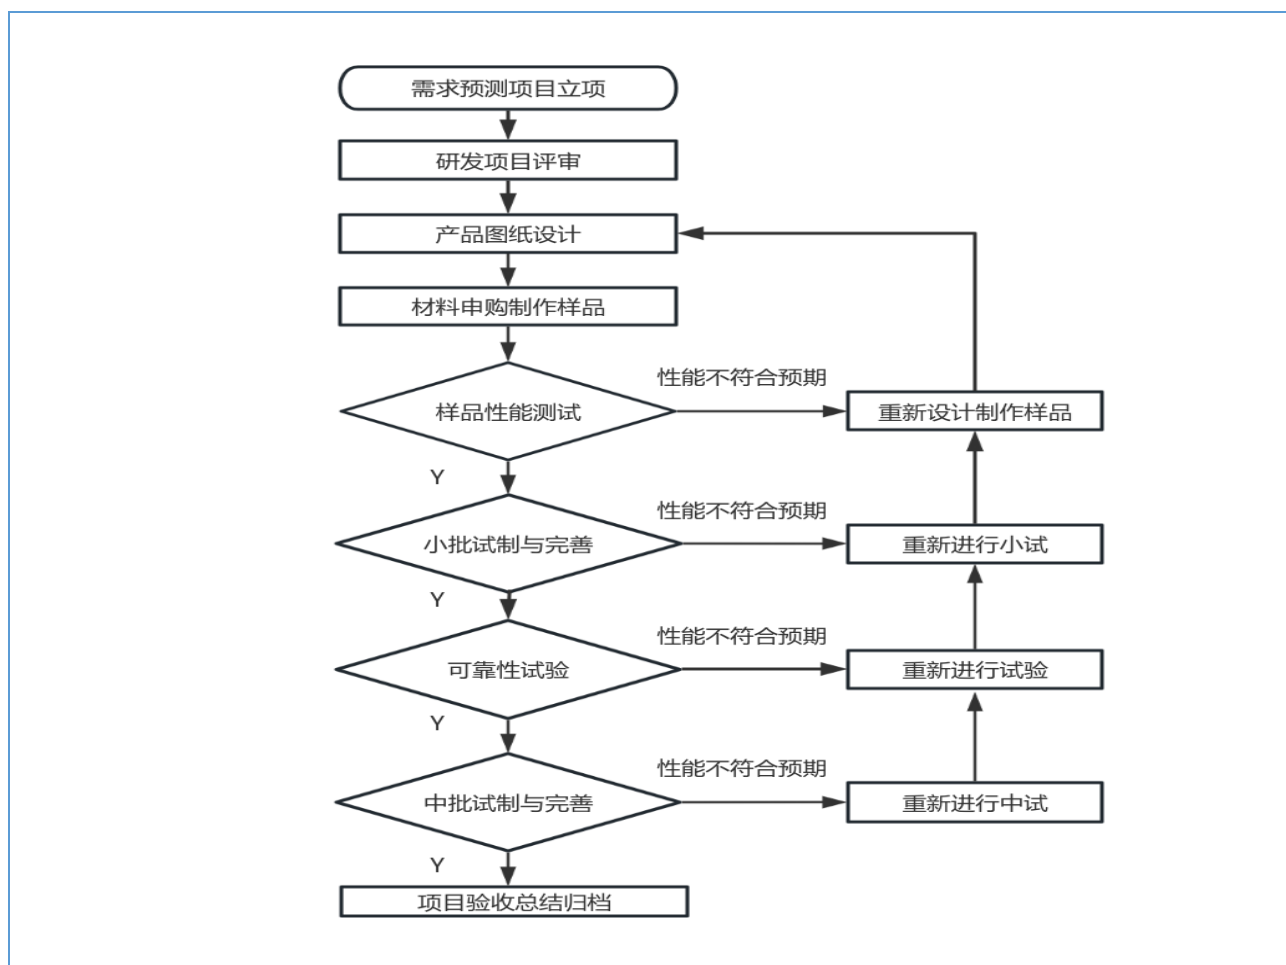 需求预测项目立项
研发项目评审
产品图纸设计
材料申购制作样品
性能不符合预期
样品性能测试
重新设计制作样品
Y
性能不符合预期
小批试制与完善
重新进行小试
Y
性能不符合预期
可靠性试验
重新进行试验
Y
性能不符合预期
中批试制与完善
重新进行中试
Y
项目验收总结归档